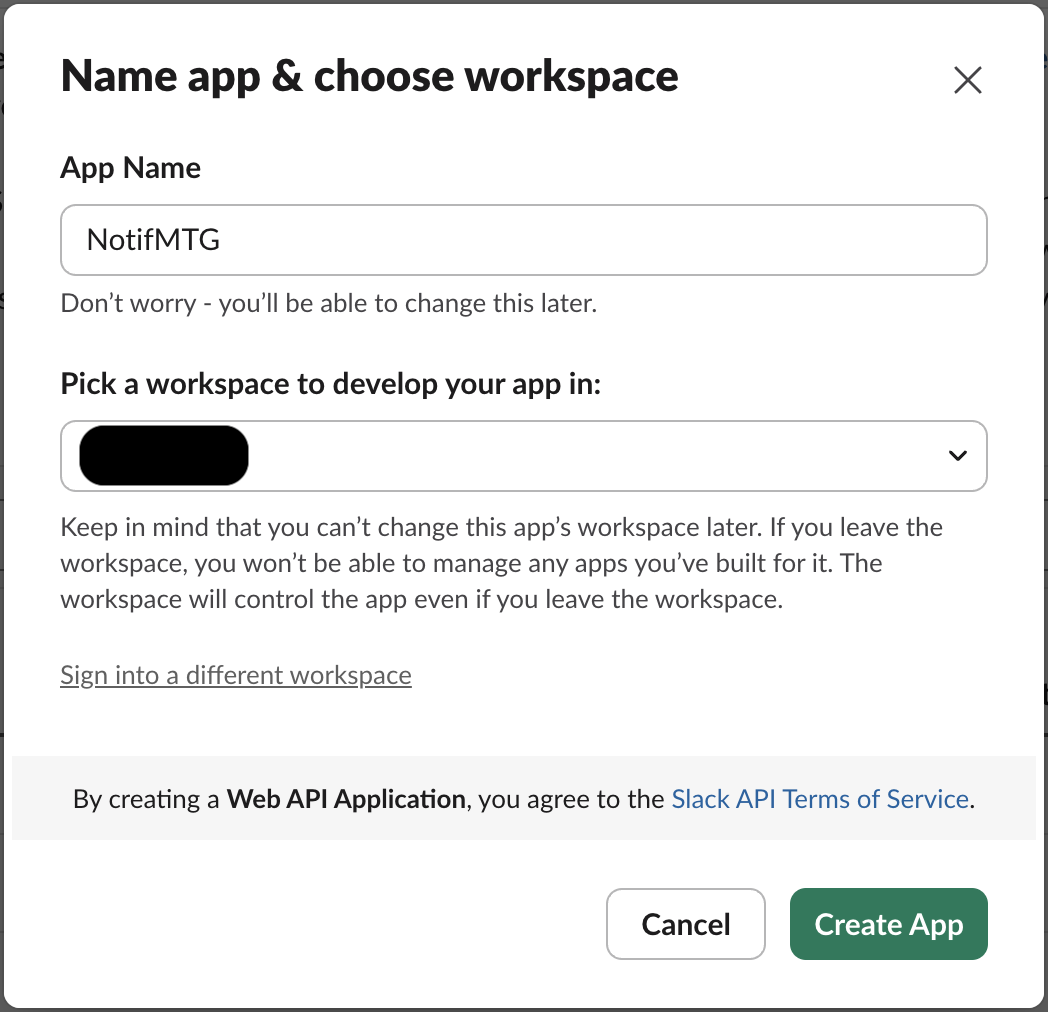 Name app & choose workspace
App Name
NotifMTG
Don’t worry - you’ll be able to change this later.
Pick a workspace to develop your app in:
Keep in mind that you can’t change this app’s workspace later. If you leave the
workspace, you won’t be able to manage any apps you’ve built for it. The
workspace will control the app even if you leave the workspace.
Sign into a different workspace
By creating a Web API Application, you agree to the Slack API Terms of Service.
Cancel
Create App